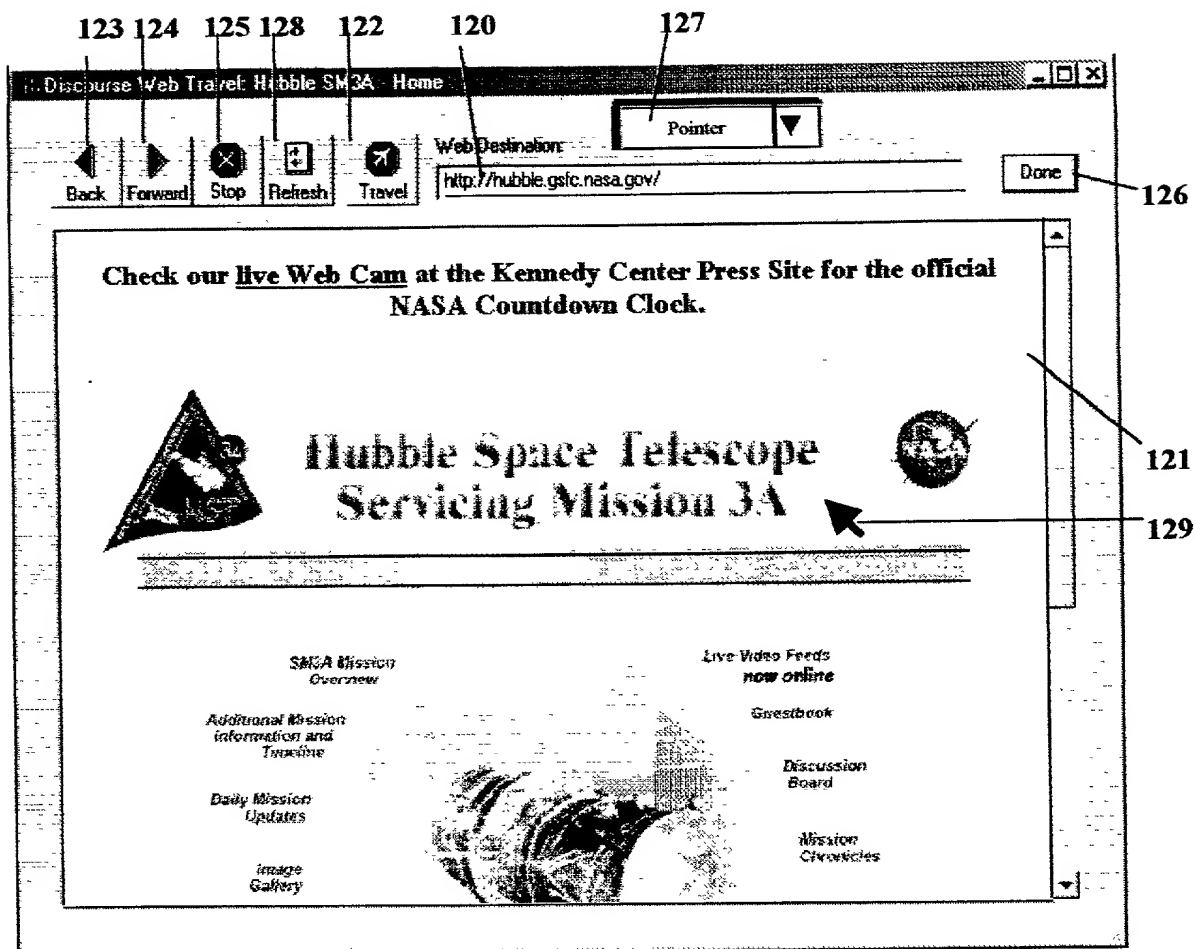 123 124 125 128 122 120 127
Discourse Web Travel: Hubble SM3A - Home
Pointer
Web Destination:
Back Forward Stop Refresh Travel
http://hubble.gsfc.nasa.gov/
Done
126
Check our live Web Cam at the Kennedy Center Press Site for the official
NASA Countdown Clock.
121
Hubble Space Telescope
Servicing Mission 3A
129
SM3A Mission
Overview
Live Video Feeds
now online
Additional Mission
information and
Timeline
Guestbook
Discussion
Board
Daily Mission
Updates
Mission
Chronicles
Image
Gallery